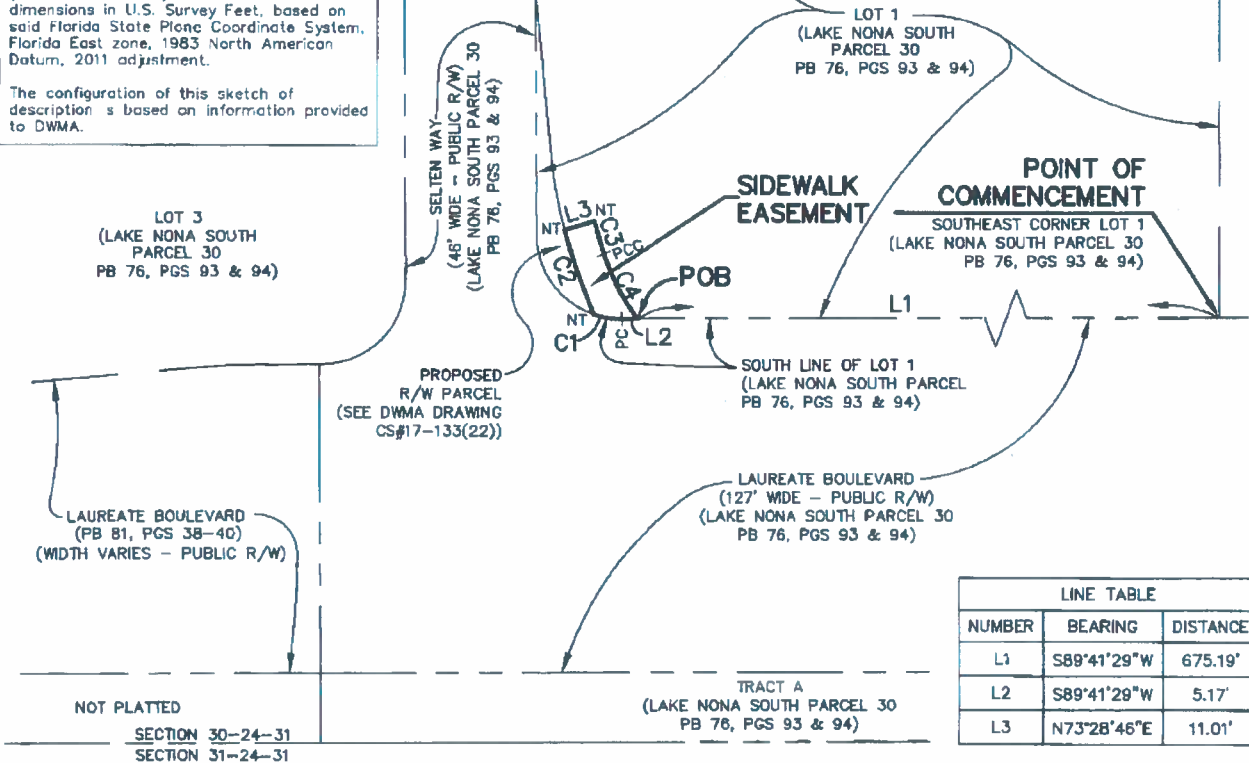 dimensions in U.S. Survey Feet, based on
said Florida State Plane Coordinate System,
Florida East zone, 1983 North American
Datum, 2011 adjustment.
The configuration of this sketch of
description s based on information provided
to DWMA.
LOT 1
(LAKE NONA SOUTH
PARCEL 30
PB 76, PGS 93 & 94)
SELTEN WAY
(46' WIDE - PUBLIC R/W)
(LAKE NONA SOUTH PARCEL 30
PB 76, PGS 93 & 94)
LOT 3
(LAKE NONA SOUTH
PARCEL 30
PB 76, PGS 93 & 94)
SIDEWALK
EASEMENT
POINT OF
COMMENCEMENT
SOUTHEAST CORNER LOT 1
(LAKE NONA SOUTH PARCEL 30
PB 76, PGS 93 & 94)
NT
L3
NT
C3
PCC
C2
C4
POB
NT
C1
PC
L2
L1
PROPOSED
R/W PARCEL
(SEE DWMA DRAWING
CS#17-133(22))
SOUTH LINE OF LOT 1
(LAKE NONA SOUTH PARCEL
PB 76, PGS 93 & 94)
LAUREATE BOULEVARD
(PB 81, PGS 38-40)
(WIDTH VARIES - PUBLIC R/W)
LAUREATE BOULEVARD
(127' WIDE - PUBLIC R/W)
(LAKE NONA SOUTH PARCEL 30
PB 76, PGS 93 & 94)
NOT PLATTED
SECTION 30-24-31
SECTION 31-24-31
TRACT A
(LAKE NONA SOUTH PARCEL 30
PB 76, PGS 93 & 94)
LINE TABLE
NUMBER BEARING DISTANCE
L1 S89°41'29"W 675.19'
L2 S89°41'29"W 5.17'
L3 N73°28'46"E 11.01'